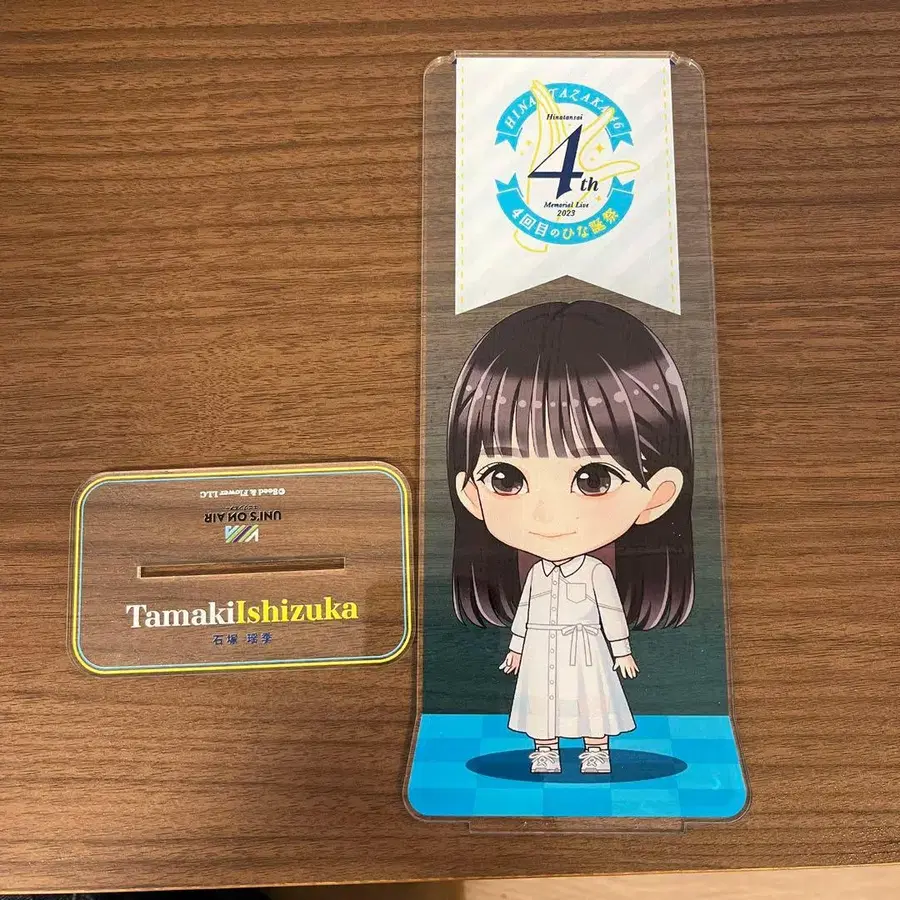 HINATAZAKA46
Hinatansai
4th
Memorial Live
2023
4回目のひな誕祭
©Seed & Flower LLC
UNI'S ON AIR
TamakiIshizuka
石塚 瑶季